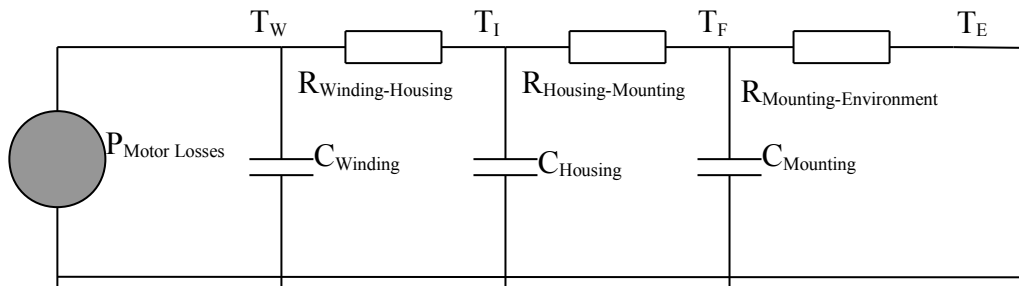 T_W T_I T_F T_E
R_Winding-Housing R_Housing-Mounting R_Mounting-Environment
P_Motor Losses C_Winding C_Housing C_Mounting